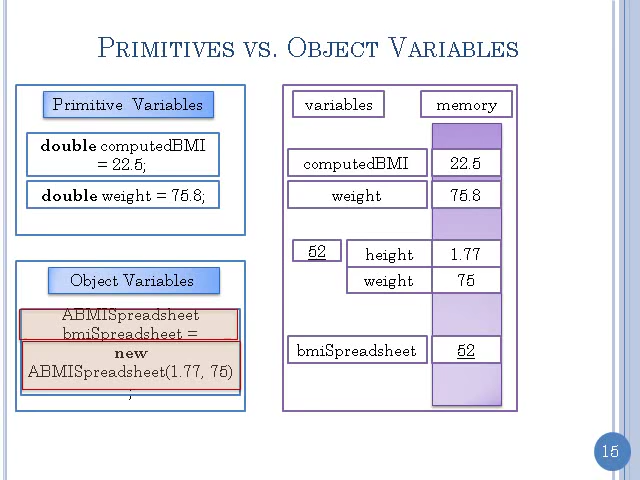 PRIMITIVES VS. OBJECT VARIABLES
Primitive Variables
double computedBMI
= 22.5;
double weight = 75.8;
Object Variables
ABMISpreadsheet
bmiSpreadsheet =
new
ABMISpreadsheet(1.77, 75)
;
variables memory
computedBMI 22.5
weight 75.8
52 height 1.77
weight 75
bmiSpreadsheet 52
15